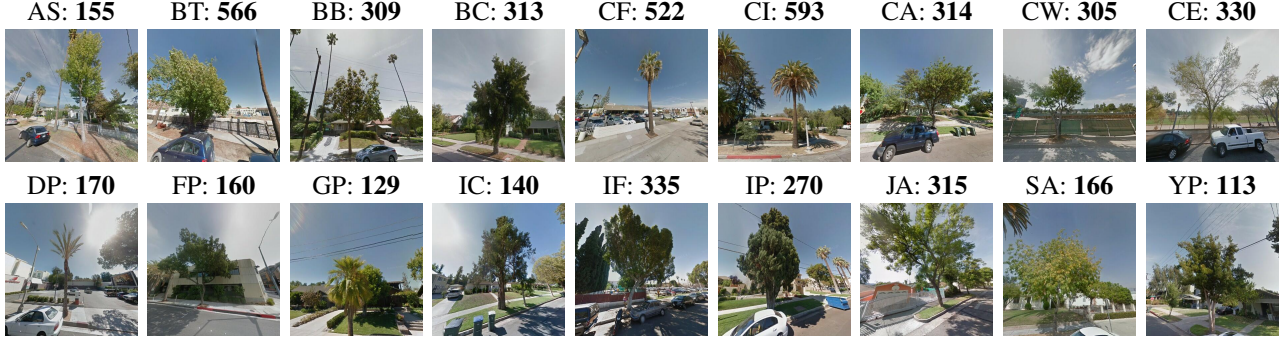 AS: 155 BT: 566 BB: 309 BC: 313 CF: 522 CI: 593 CA: 314 CW: 305 CE: 330
DP: 170 FP: 160 GP: 129 IC: 140 IF: 335 IP: 270 JA: 315 SA: 166 YP: 113